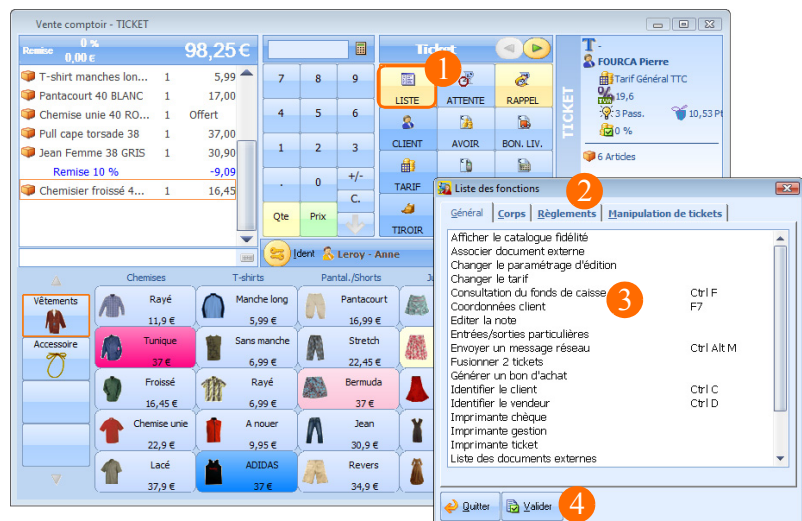 Vente comptoir - TICKET
Remise 0 % 0,00 € 98,25 €
T-shirt manches lon... 1 5,99
Pantacourt 40 BLANC 1 17,00
Chemise unie 40 RO... 1 Offert
Pull cape torsade 38 1 37,00
Jean Femme 38 GRIS 1 30,90
Remise 10 % -9,09
Chemisier froissé 4... 1 16,45
7 8 9
4 5 6
1 2 3
. 0 +/-
C.
Qte Prix
Ticket
1
LISTE ATTENTE RAPPEL
CLIENT AVOIR BON. LIV.
TARIF
TIROIR
Ident Leroy - Anne
TICKET
T -
FOURCA Pierre
Tarif Général TTC
19,6
3 Pass. 10,53 Pt
0 %
6 Articles
Chemises T-shirts Pantal./Shorts
Vêtements
Accessoire
Rayé Manche long Pantacourt
11,9 € 5,99 € 16,99 €
Tunique Sans manche Stretch
37 € 6,99 € 22,45 €
Froissé Rayé Bermuda
16,45 € 6,99 € 37 €
Chemise unie A nouer Jean
22,9 € 9,95 € 30,9 €
Lacé ADIDAS Revers
37,9 € 37 € 34,9 €
Liste des fonctions
2
Général Corps Règlements Manipulation de tickets
Afficher le catalogue fidélité
Associer document externe
Changer le paramétrage d'édition
Changer le tarif
Consultation du fonds de caisse Ctrl F
3
Coordonnées client F7
Editer la note
Entrées/sorties particulières
Envoyer un message réseau Ctrl Alt M
Fusionner 2 tickets
Générer un bon d'achat
Identifier le client Ctrl C
Identifier le vendeur Ctrl D
Imprimante chèque
Imprimante gestion
Imprimante ticket
Liste des documents externes
Quitter Valider
4